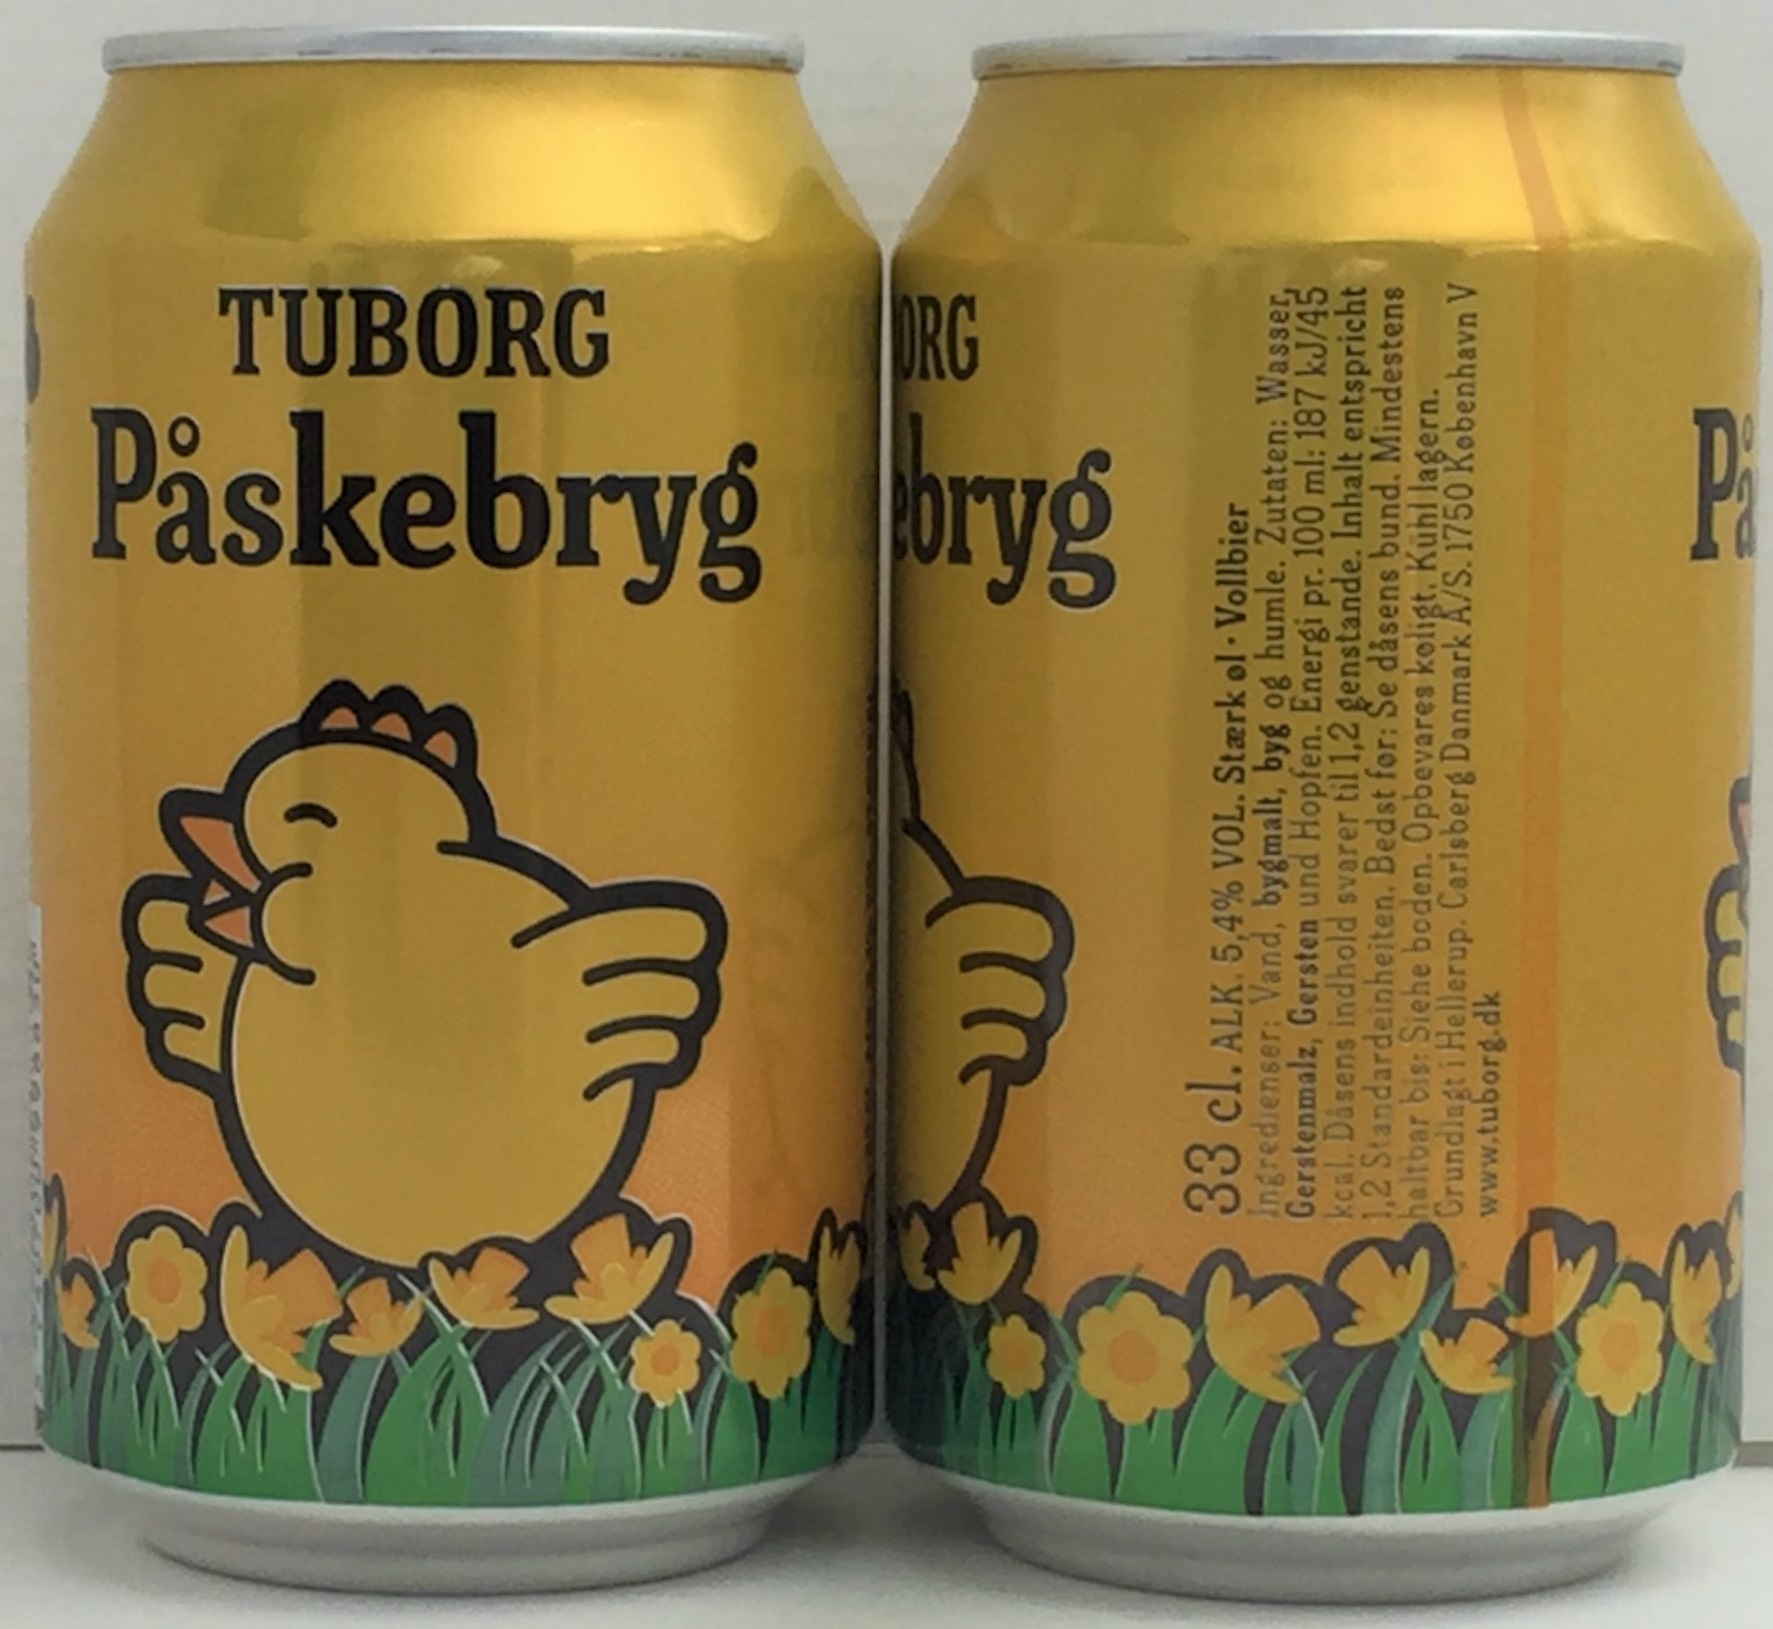 TUBORG
Påskebryg
ORG
ebryg
33 cl. ALK. 5,4% VOL. Stærk øl · Vollbier
Ingredienser: Vand, bygmalt, byg og humle. Zutaten: Wasser,
Gerstenmalz, Gersten und Hopfen. Energi pr. 100 ml: 187 kJ/45
kcal. Dåsens indhold svarer til 1,2 genstande. Inhalt entspricht
1,2 Standardeinheiten. Bedst før: Se dåsens bund. Mindestens
haltbar bis: Siehe boden. Opbevares køligt. Kühl lagern.
Grundlagt i Hellerup. Carlsberg Danmark A/S. 1750 København V
www.tuborg.dk
På